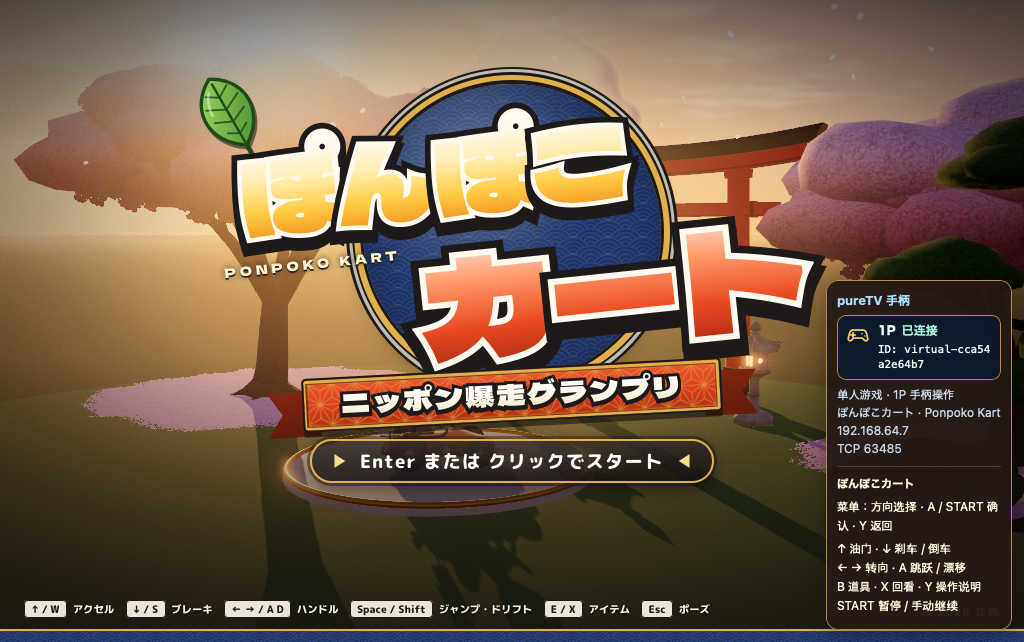 ぽんぽこ
PONPOKO KART
カート
ニッポン爆走グランプリ
Enter または クリックでスタート
↑ / W アクセル ↓ / S ブレーキ ← → / A D ハンドル Space / Shift ジャンプ・ドリフト E / X アイテム Esc ポーズ
pureTV 手柄
1P 已连接
ID: virtual-cca54
a2e64b7
单人游戏 · 1P 手柄操作
ぽんぽこカート · Ponpoko Kart
192.168.64.7
TCP 63485
ぽんぽこカート
菜单：方向选择 · A / START 确
认 · Y 返回
↑ 油门 · ↓ 刹车 / 倒车
← → 转向 · A 跳跃 / 漂移
B 道具 · X 回看 · Y 操作说明
START 暂停 / 手动继续